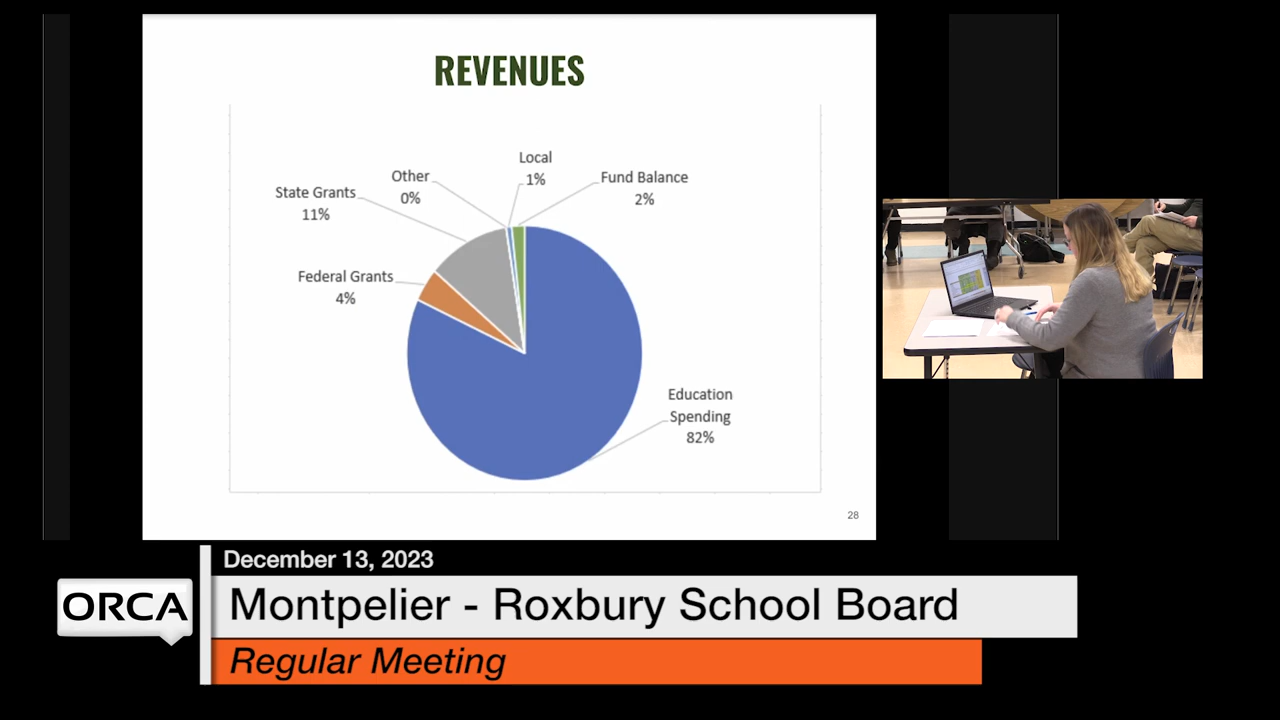 REVENUES
Local
1%
Other
0%
Fund Balance
2%
State Grants
11%
Federal Grants
4%
Education
Spending
82%
28
December 13, 2023
ORCA
Montpelier - Roxbury School Board
Regular Meeting